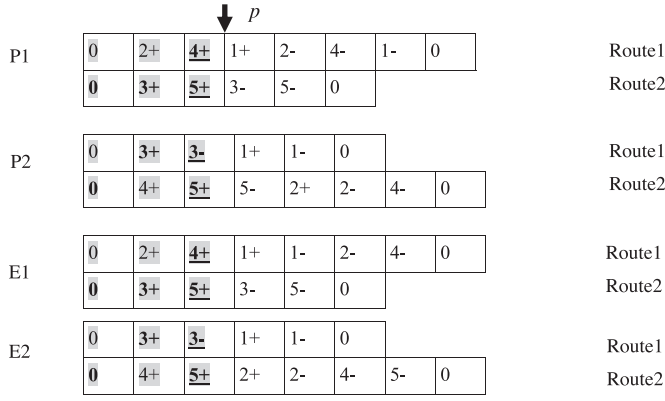 p
P1 0 2+ 4+ 1+ 2- 4- 1- 0 Route1
0 3+ 5+ 3- 5- 0 Route2
P2 0 3+ 3- 1+ 1- 0 Route1
0 4+ 5+ 5- 2+ 2- 4- 0 Route2
E1 0 2+ 4+ 1+ 1- 2- 4- 0 Route1
0 3+ 5+ 3- 5- 0 Route2
E2 0 3+ 3- 1+ 1- 0 Route1
0 4+ 5+ 2+ 2- 4- 5- 0 Route2